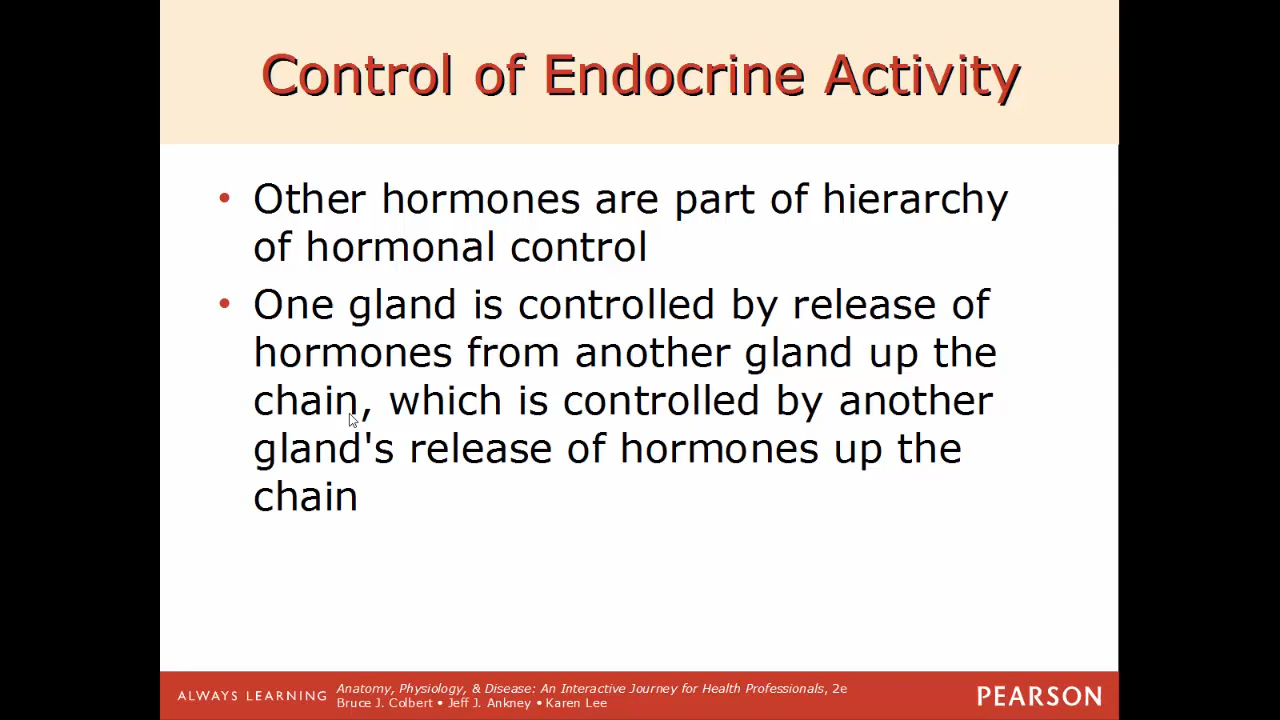 Control of Endocrine Activity
• Other hormones are part of hierarchy
of hormonal control
• One gland is controlled by release of
hormones from another gland up the
chain, which is controlled by another
gland's release of hormones up the
chain
ALWAYS LEARNING
Anatomy, Physiology, & Disease: An Interactive Journey for Health Professionals, 2e
Bruce J. Colbert • Jeff J. Ankney • Karen Lee
PEARSON